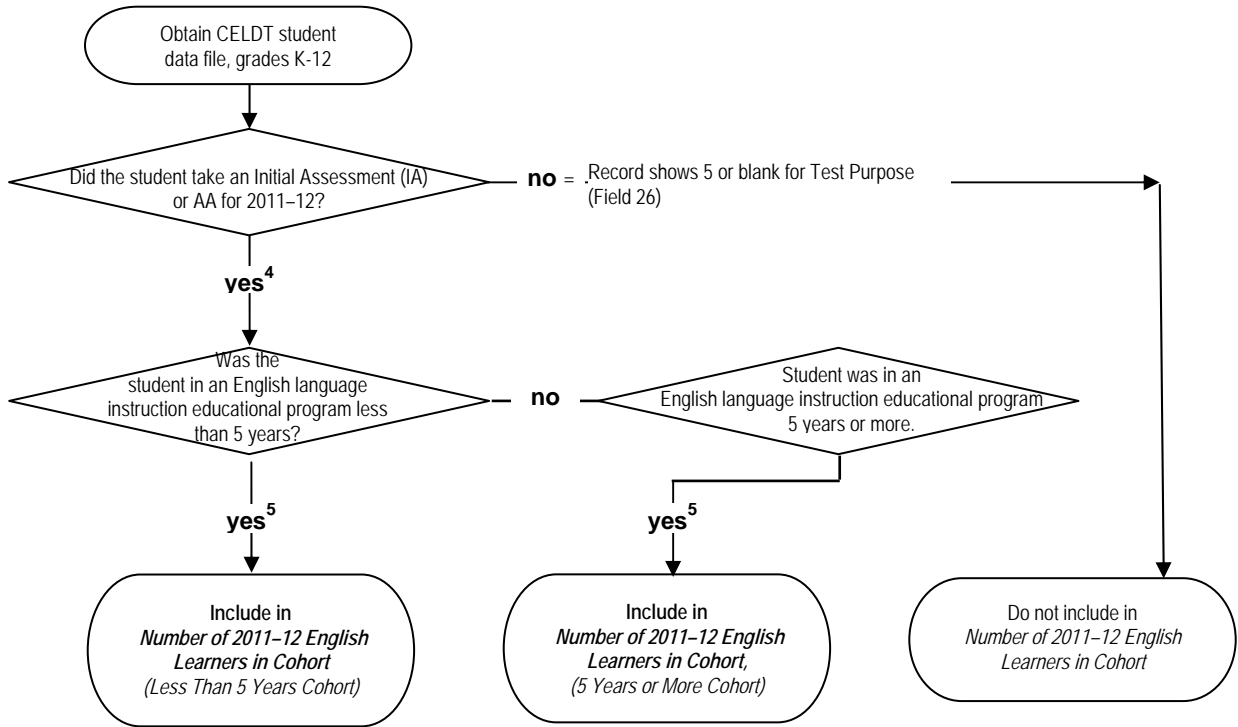 Obtain CELDT student
data file, grades K-12
Did the student take an Initial Assessment (IA)
or AA for 2011–12?
no = Record shows 5 or blank for Test Purpose
(Field 26)
yes4
Was the
student in an English language
instruction educational program less
than 5 years?
no
Student was in an
English language instruction educational program
5 years or more.
yes5
yes5
Include in
Number of 2011–12 English
Learners in Cohort
(Less Than 5 Years Cohort)
Include in
Number of 2011–12 English
Learners in Cohort,
(5 Years or More Cohort)
Do not include in
Number of 2011–12 English
Learners in Cohort